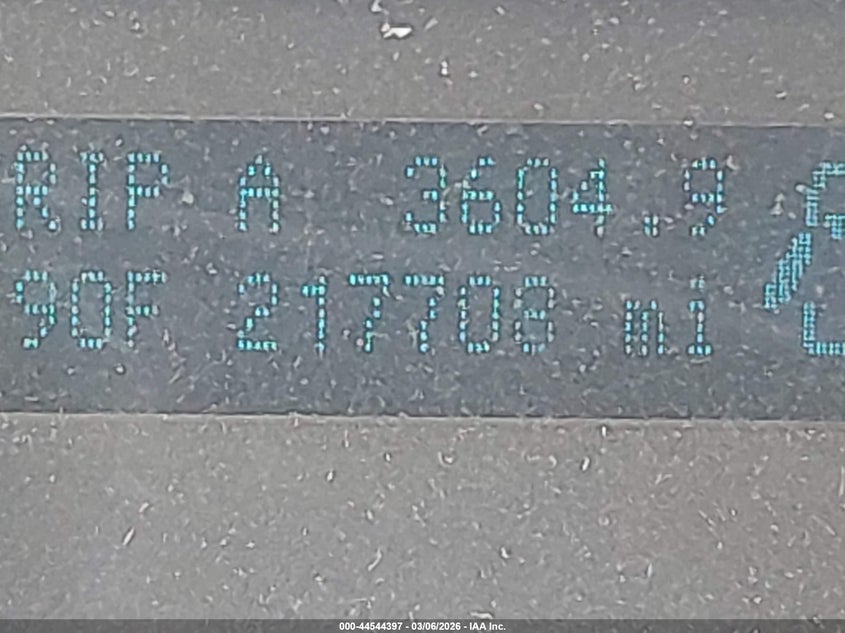 RIP A 3604.9
90F 217708 mi
000-44544397 - 03/06/2026 - IAA Inc.